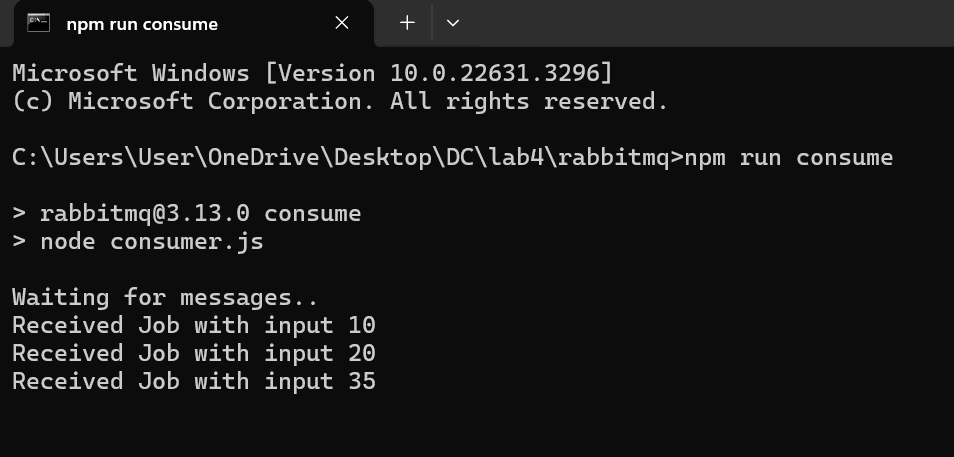 npm run consume
Microsoft Windows [Version 10.0.22631.3296]
(c) Microsoft Corporation. All rights reserved.
C:\Users\User\OneDrive\Desktop\DC\lab4\rabbitmq>npm run consume
> rabbitmq@3.13.0 consume
> node consumer.js
Waiting for messages..
Received Job with input 10
Received Job with input 20
Received Job with input 35